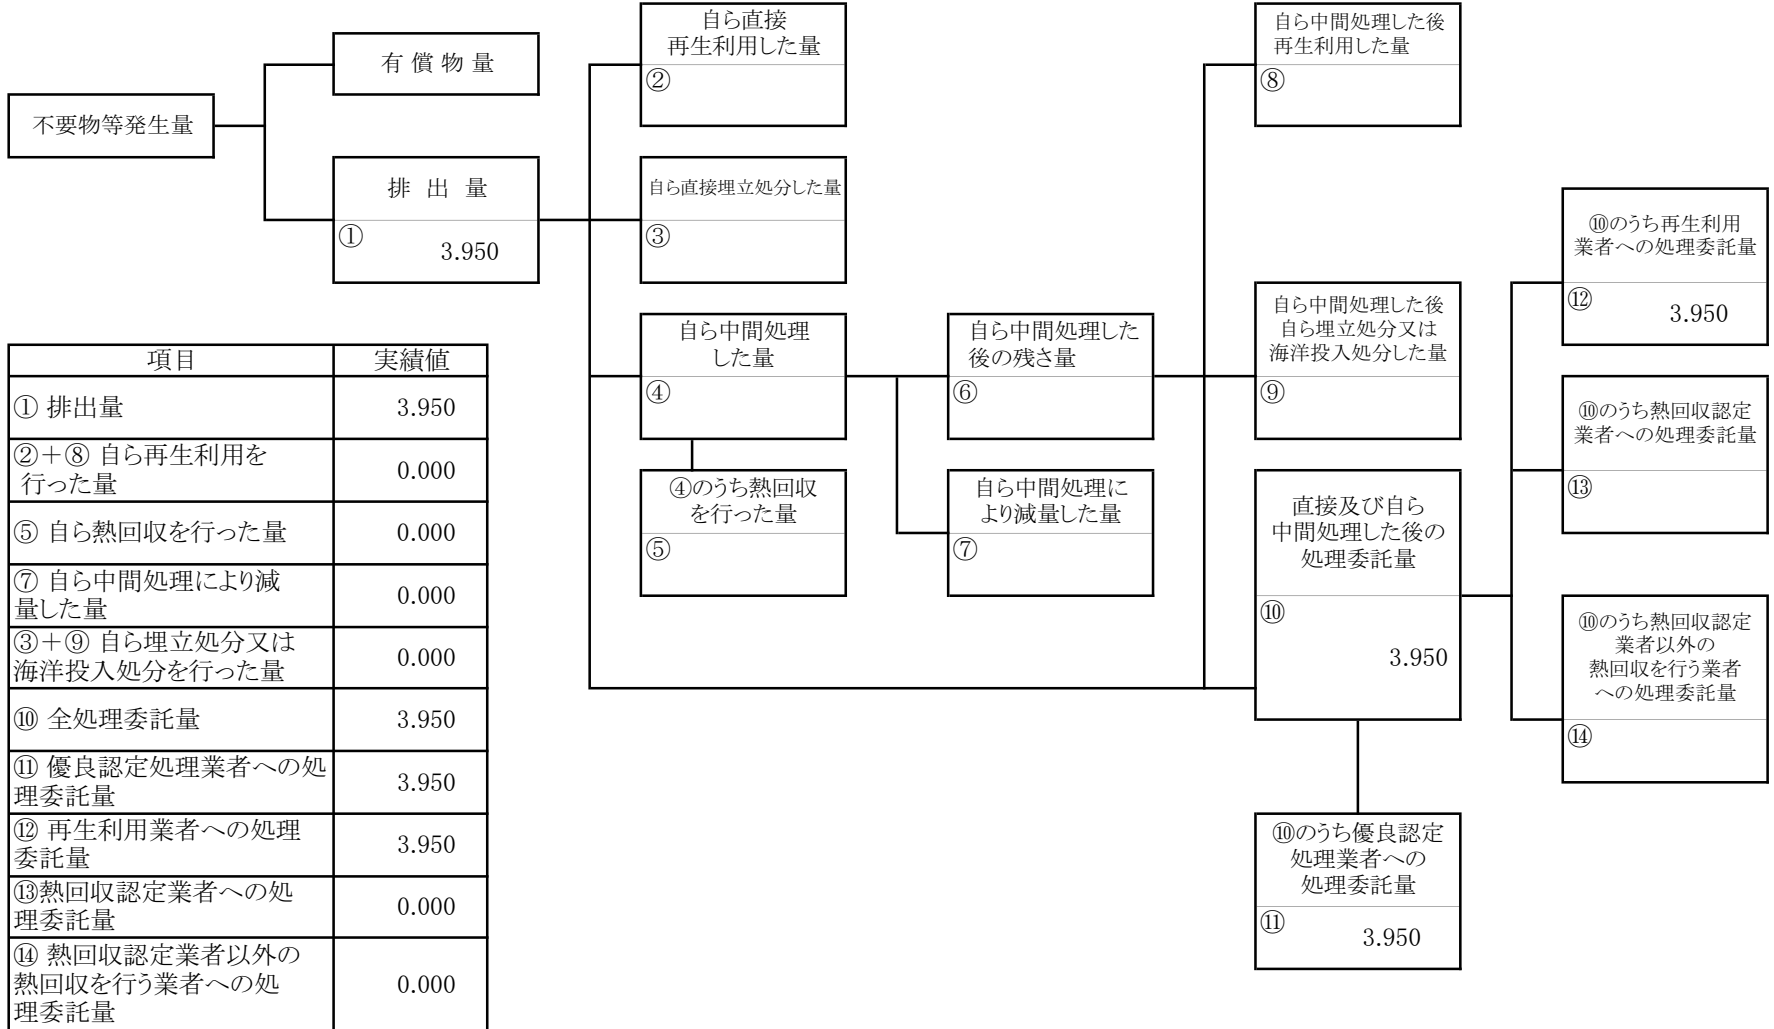 不要物等発生量
有 償 物 量
排 出 量
①
3.950
自ら直接
再生利用した量
②
自ら直接埋立処分した量
③
自ら中間処理
した量
④
④のうち熱回収
を行った量
⑤
自ら中間処理した
後の残さ量
⑥
自ら中間処理に
より減量した量
⑦
自ら中間処理した後
再生利用した量
⑧
自ら中間処理した後
自ら埋立処分又は
海洋投入処分した量
⑨
直接及び自ら
中間処理した後の
処理委託量
⑩
3.950
⑩のうち優良認定
処理業者への
処理委託量
⑪
3.950
⑩のうち再生利用
業者への処理委託量
⑫
3.950
⑩のうち熱回収認定
業者への処理委託量
⑬
⑩のうち熱回収認定
業者以外の
熱回収を行う業者
への処理委託量
⑭
項目 実績値
① 排出量 3.950
②＋⑧ 自ら再生利用を
行った量 0.000
⑤ 自ら熱回収を行った量 0.000
⑦ 自ら中間処理により減
量した量 0.000
③＋⑨ 自ら埋立処分又は
海洋投入処分を行った量 0.000
⑩ 全処理委託量 3.950
⑪ 優良認定処理業者への処
理委託量 3.950
⑫ 再生利用業者への処理
委託量 3.950
⑬熱回収認定業者への処
理委託量 0.000
⑭ 熱回収認定業者以外の
熱回収を行う業者への処
理委託量 0.000